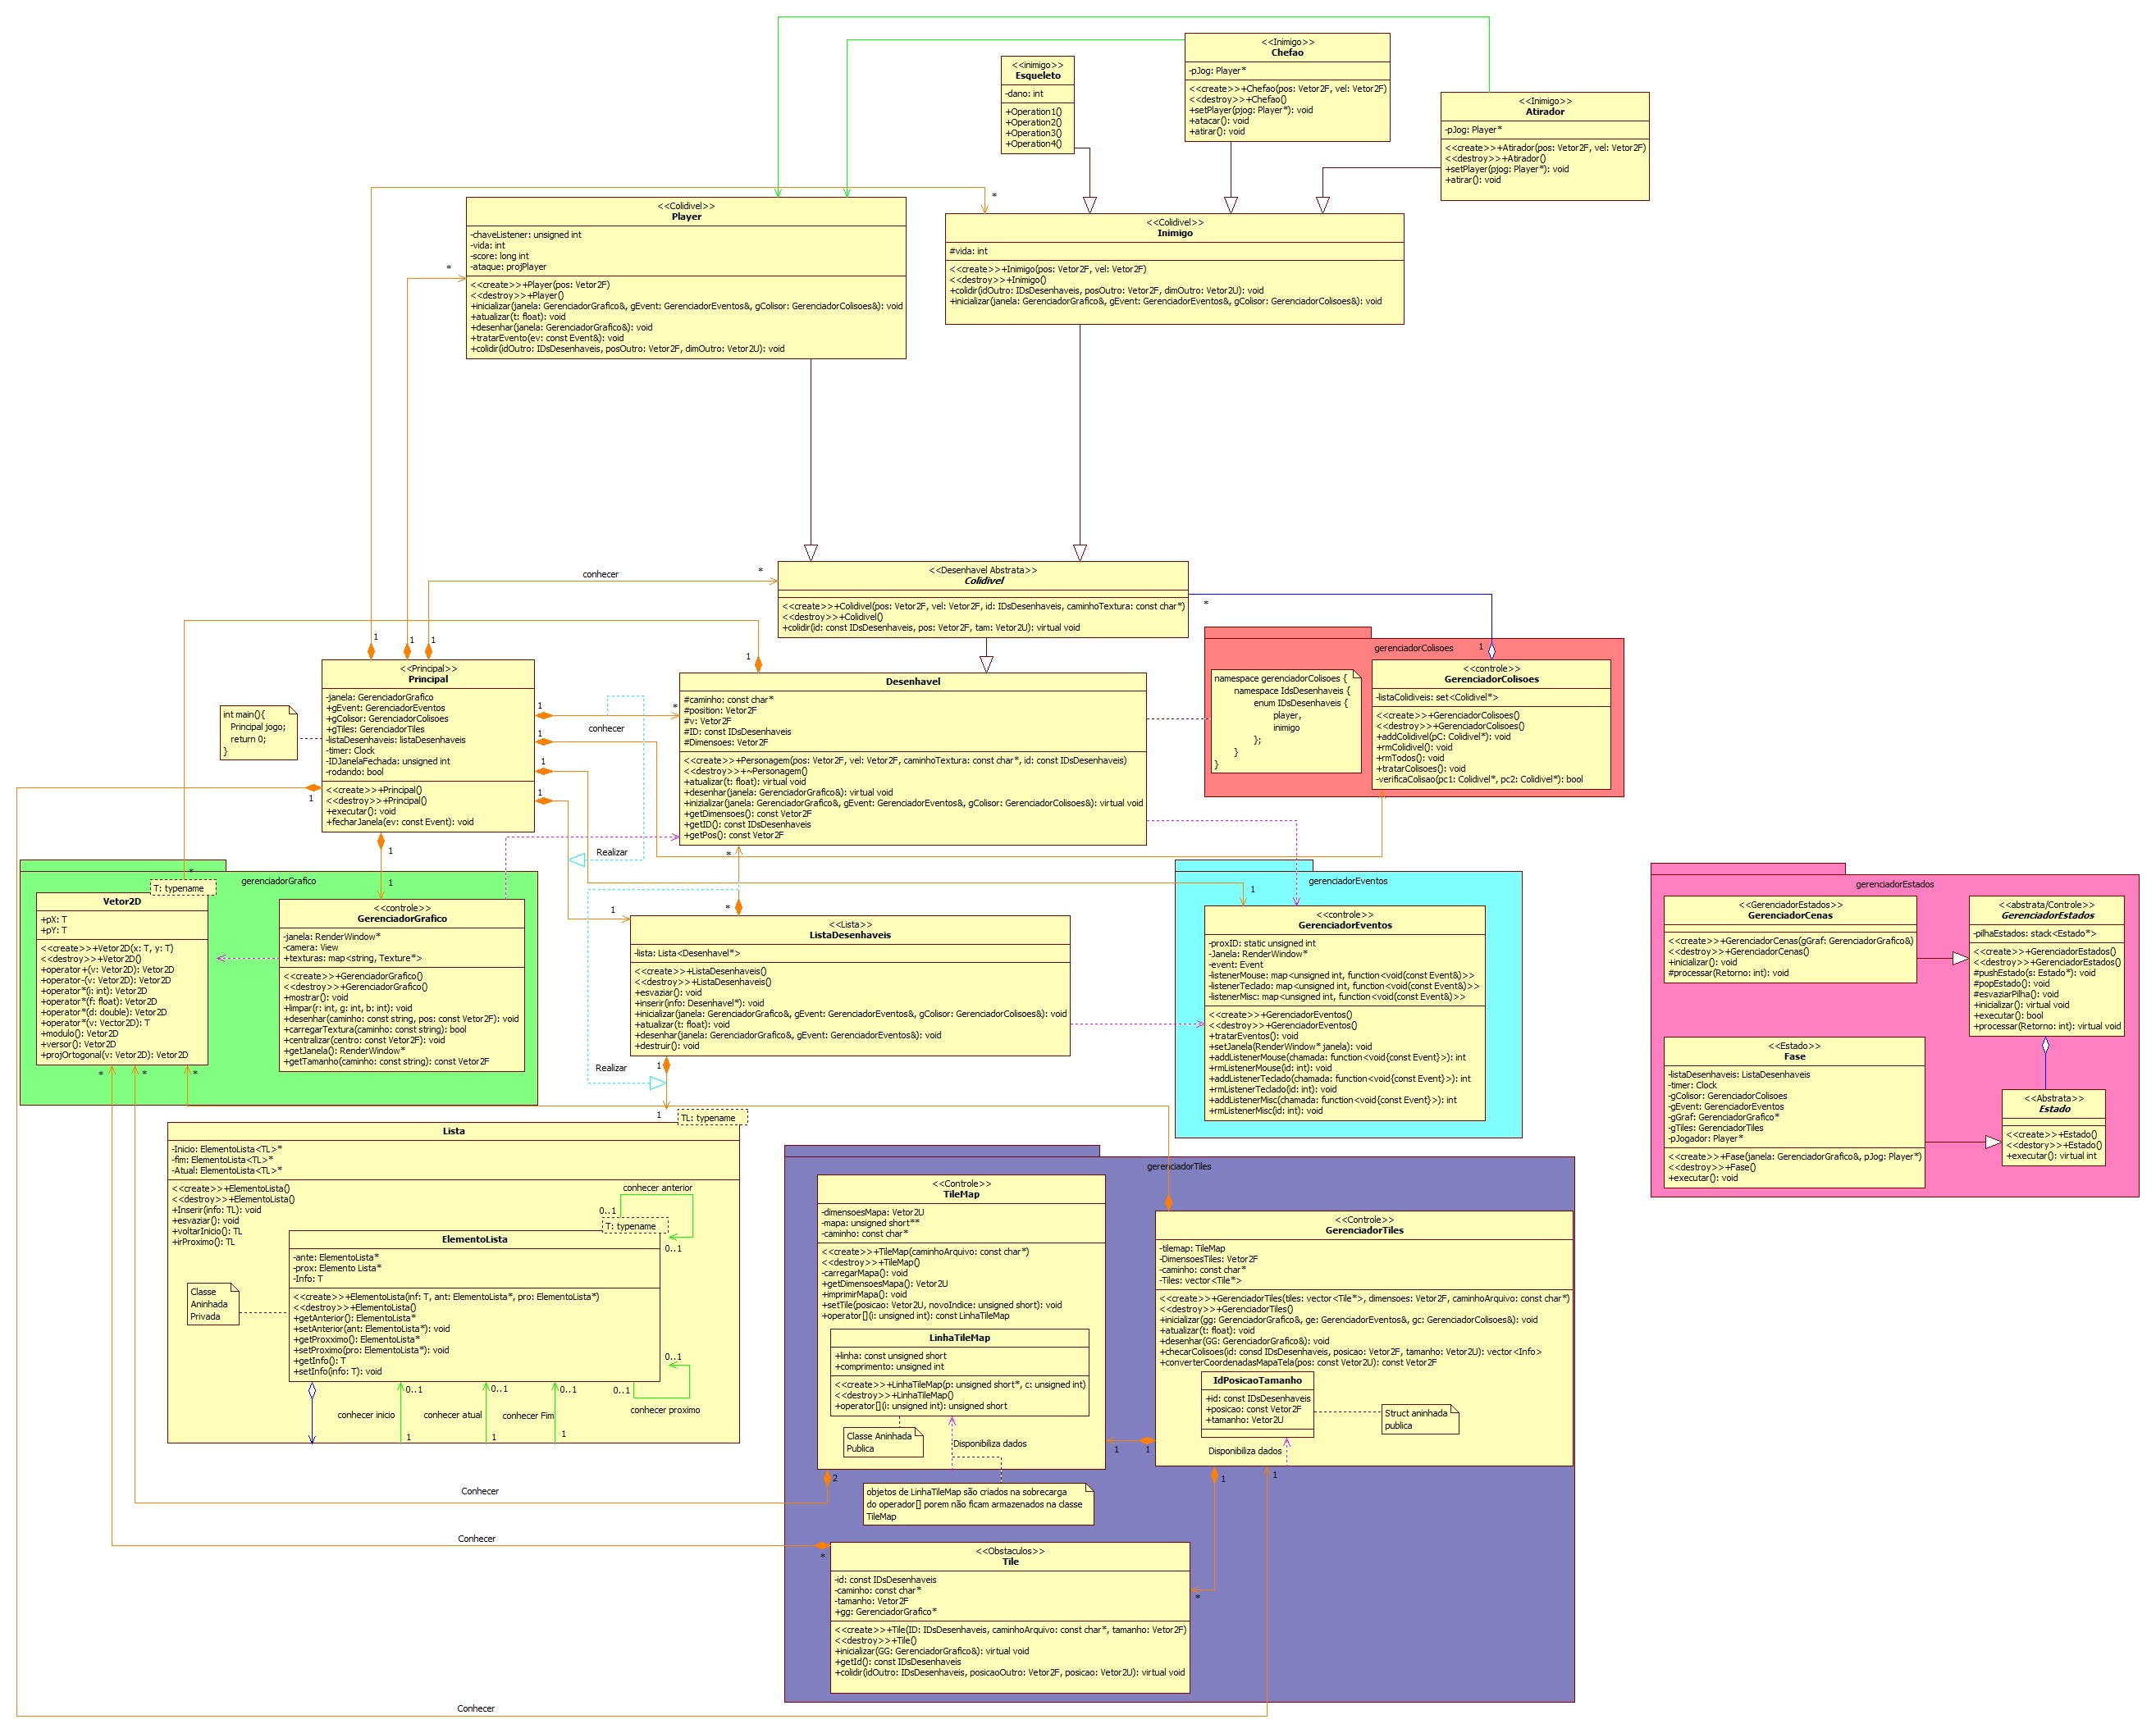 <<Inimigo>>
Chefao
-pJog: Player*
<<create>>+Chefao(pos: Vetor2F, vel: Vetor2F)
<<destroy>>+Chefao()
+setPlayer(pjog: Player*): void
+atacar(): void
+atirar(): void
<<inimigo>>
Esqueleto
-dano: int
+Operation1()
+Operation2()
+Operation3()
+Operation4()
<<Inimigo>>
Atirador
-pJog: Player*
<<create>>+Atirador(pos: Vetor2F, vel: Vetor2F)
<<destroy>>+Atirador()
+setPlayer(pjog: Player*): void
+atirar(): void
*
<<Colidivel>>
Player
-chaveListener: unsigned int
-vida: int
-score: long int
-ataque: projPlayer
<<create>>+Player(pos: Vetor2F)
<<destroy>>+Player()
+inicializar(janela: GerenciadorGrafico&, gEvent: GerenciadorEventos&, gColisor: GerenciadorColisoes&): void
+atualizar(t: float): void
+desenhar(janela: GerenciadorGrafico&): void
+tratarEvento(ev: const Event&): void
+colidir(idOutro: IDsDesenhaveis, posOutro: Vetor2F, dimOutro: Vetor2U): void
*
<<Colidivel>>
Inimigo
#vida: int
<<create>>+Inimigo(pos: Vetor2F, vel: Vetor2F)
<<destroy>>+Inimigo()
+colidir(idOutro: IDsDesenhaveis, posOutro: Vetor2F, dimOutro: Vetor2U): void
+inicializar(janela: GerenciadorGrafico&, gEvent: GerenciadorEventos&, gColisor: GerenciadorColisoes&): void
conhecer
*
<<Desenhavel Abstrata>>
Colidivel
<<create>>+Colidivel(pos: Vetor2F, vel: Vetor2F, id: IDsDesenhaveis, caminhoTextura: const char*)
<<destroy>>+Colidivel()
+colidir(id: const IDsDesenhaveis, pos: Vetor2F, tam: Vetor2U): virtual void
*
1
1
1
1
1
<<Principal>>
Principal
-janela: GerenciadorGrafico
+gEvent: GerenciadorEventos
+gColisor: GerenciadorColisoes
+gTiles: GerenciadorTiles
-listaDesenhaveis: listaDesenhaveis
-timer: Clock
-IDJanelaFechada: unsigned int
-rodando: bool
<<create>>+Principal()
<<destroy>>+Principal()
+executar(): void
+fecharJanela(ev: const Event): void
int main(){
Principal jogo;
return 0;
}
1
1
1
1
1
1
1
conhecer
*
Realizar
*
Desenhavel
#caminho: const char*
#position: Vetor2F
#v: Vetor2F
#ID: const IDsDesenhaveis
#Dimensoes: Vetor2F
<<create>>+Personagem(pos: Vetor2F, vel: Vetor2F, caminhoTextura: const char*, id: const IDsDesenhaveis)
<<destroy>>+~Personagem()
+atualizar(t: float): virtual void
+desenhar(janela: GerenciadorGrafico&): virtual void
+inizializar(janela: GerenciadorGrafico&, gEvent: GerenciadorEventos&, gColisor: GerenciadorColisoes&): virtual void
+getDimensoes(): const Vetor2F
+getID(): const IDsDesenhaveis
+getPos(): const Vetor2F
gerenciadorColisoes
namespace gerenciadorColisoes {
namespace IdsDesenhaveis {
enum IDsDesenhaveis {
player,
inimigo
};
}
}
<<controle>>
GerenciadorColisoes
-listaColidiveis: set<Colidivel*>
<<create>>+GerenciadorColisoes()
<<destroy>>+GerenciadorColisoes()
+addColidivel(pC: Colidivel*): void
+rmColidivel(): void
+rmTodos(): void
+tratarColisoes(): void
-verificaColisao(pc1: Colidivel*, pc2: Colidivel*): bool
gerenciadorGrafico
*
T: typename
Vetor2D
+pX: T
+pY: T
<<create>>+Vetor2D(x: T, y: T)
<<destroy>>+Vetor2D()
+operator+(v: Vetor2D): Vetor2D
+operator-(v: Vetor2D): Vetor2D
+operator*(i: int): Vetor2D
+operator*(f: float): Vetor2D
+operator*(d: double): Vetor2D
+operator*(v: Vector2D): T
+modulo(): Vetor2D
+versor(): Vetor2D
+projOrtogonal(v: Vetor2D): Vetor2D
*
*
*
<<controle>>
GerenciadorGrafico
-janela: RenderWindow*
-camera: View
+texturas: map<string, Texture*>
<<create>>+GerenciadorGrafico()
<<destroy>>+GerenciadorGrafico()
+mostrar(): void
+limpar(r: int, g: int, b: int): void
+desenhar(caminho: const string, pos: const Vetor2F): void
+carregarTextura(caminho: const string): bool
+centralizar(centro: const Vetor2F): void
+getJanela(): RenderWindow*
+getTamanho(caminho: const string): const Vetor2F
1
*
<<Lista>>
ListaDesenhaveis
-lista: Lista<Desenhavel*>
<<create>>+ListaDesenhaveis()
<<destroy>>+ListaDesenhaveis()
+esvaziar(): void
+inserir(info: Desenhavel*): void
+inicializar(janela: GerenciadorGrafico&, gEvent: GerenciadorEventos&, gColisor: GerenciadorColisoes&): void
+atualizar(t: float): void
+desenhar(janela: GerenciadorGrafico&, gEvent: GerenciadorEventos&): void
+destruir(): void
Realizar
1
1
gerenciadorEventos
1
<<controle>>
GerenciadorEventos
-proxID: static unsigned int
-Janela: RenderWindow*
-event: Event
-listenerMouse: map<unsigned int, function<void(const Event&)>>
-listenerTeclado: map<unsigned int, function<void(const Event&)>>
-listenerMisc: map<unsigned int, function<void(const Event&)>>
<<create>>+GerenciadorEventos()
<<destroy>>+GerenciadorEventos()
+tratarEventos(): void
+setJanela(RenderWindow* janela): void
+addListenerMouse(chamada: function<void{const Event}>): int
+rmListenerMouse(id: int): void
+addListenerTeclado(chamada: function<void{const Event}>): int
+rmListenerTeclado(id: int): void
+addListenerMisc(chamada: function<void{const Event}>): int
+rmListenerMisc(id: int): void
gerenciadorEstados
<<GerenciadorEstados>>
GerenciadorCenas
<<create>>+GerenciadorCenas(gGraf: GerenciadorGrafico&)
<<destroy>>+GerenciadorCenas()
+inicializar(): void
#processar(Retorno: int): void
<<abstrata/Controle>>
GerenciadorEstados
-pilhaEstados: stack<Estado*>
<<create>>+GerenciadorEstados()
<<destroy>>+GerenciadorEstados()
#pushEstado(s: Estado*): void
#popEstado(): void
#esvaziarPilha(): void
+inicializar(): virtual void
+executar(): bool
+processar(Retorno: int): virtual void
<<Estado>>
Fase
-listaDesenhaveis: ListaDesenhaveis
-timer: Clock
-gColisor: GerenciadorColisoes
-gEvent: GerenciadorEventos
-gGraf: GerenciadorGrafico*
-gTiles: GerenciadorTiles
-pJogador: Player*
<<create>>+Fase(janela: GerenciadorGrafico&, pJog: Player*)
<<destroy>>+Fase()
+executar(): void
<<Abstrata>>
Estado
<<create>>+Estado()
<<destory>>+Estado()
+executar(): virtual int
TL: typename
Lista
-Inicio: ElementoLista<TL>*
-fim: ElementoLista<TL>*
-Atual: ElementoLista<TL>*
<<create>>+ElementoLista()
<<destroy>>+ElementoLista()
+Inserir(info: TL): void
+esvaziar(): void
+voltarInicio(): TL
+irProximo(): TL
conhecer anterior
0..1
0..1
T: typename
ElementoLista
-ante: ElementoLista*
-prox: Elemento Lista*
-Info: T
<<create>>+ElementoLista(inf: T, ant: ElementoLista*, pro: ElementoLista*)
<<destroy>>+ElementoLista()
+getAnterior(): ElementoLista*
+setAnterior(ant: ElementoLista*): void
+getProxximo(): ElementoLista*
+setProximo(pro: ElementoLista*): void
+getInfo(): T
+setInfo(info: T): void
Classe
Aninhada
Privada
0..1
0..1
0..1
0..1
0..1
conhecer inicio
conhecer atual
conhecer Fim
conhecer proximo
1
1
1
gerenciadorTiles
<<Controle>>
TileMap
-dimensoesMapa: Vetor2U
-mapa: unsigned short**
-caminho: const char*
<<create>>+TileMap(caminhoArquivo: const char*)
<<destroy>>+TileMap()
-carregarMapa(): void
+getDimensoesMapa(): Vetor2U
+imprimirMapa(): void
+setTile(posicao: Vetor2U, novoIndice: unsigned short): void
+operator[](i: unsigned int): const LinhaTileMap
LinhaTileMap
+linha: const unsigned short
+comprimento: unsigned int
<<create>>+LinhaTileMap(p: unsigned short*, c: unsigned int)
<<destroy>>+LinhaTileMap()
+operator[](i: unsigned int): unsigned short
Classe Aninhada
Publica
Disponibiliza dados
2
objetos de LinhaTileMap são criados na sobrecarga
do operador[] porem não ficam armazenados na classe
TileMap
<<Controle>>
GerenciadorTiles
-tilemap: TileMap
-DimensoesTiles: Vetor2F
-caminho: const char*
-Tiles: vector<Tile*>
<<create>>+GerenciadorTiles(tiles: vector<Tile*>, dimensoes: Vetor2F, caminhoArquivo: const char*)
<<destroy>>+GerenciadorTiles()
+inicializar(gg: GerenciadorGrafico&, ge: GerenciadorEventos&, gc: GerenciadorColisoes&): void
+atualizar(t: float): void
+desenhar(GG: GerenciadorGrafico&): void
+checarColisoes(id: consd IDsDesenhaveis, posicao: Vetor2F, tamanho: Vetor2U): vector<Info>
+converterCoordenadasMapaTela(pos: const Vetor2U): const Vetor2F
IdPosicaoTamanho
+id: const IDsDesenhaveis
+posicao: const Vetor2F
+tamanho: Vetor2U
Struct aninhada
publica
Disponibiliza dados
1
1
1
1
Conhecer
Conhecer
*
<<Obstaculos>>
Tile
-id: const IDsDesenhaveis
-caminho: const char*
-tamanho: Vetor2F
+gg: GerenciadorGrafico*
<<create>>+Tile(ID: IDsDesenhaveis, caminhoArquivo: const char*, tamanho: Vetor2F)
<<destroy>>+Tile()
+inicializar(GG: GerenciadorGrafico&): virtual void
+getId(): const IDsDesenhaveis
+colidir(idOutro: IDsDesenhaveis, posicaoOutro: Vetor2F, posicao: Vetor2U): virtual void
*
Conhecer